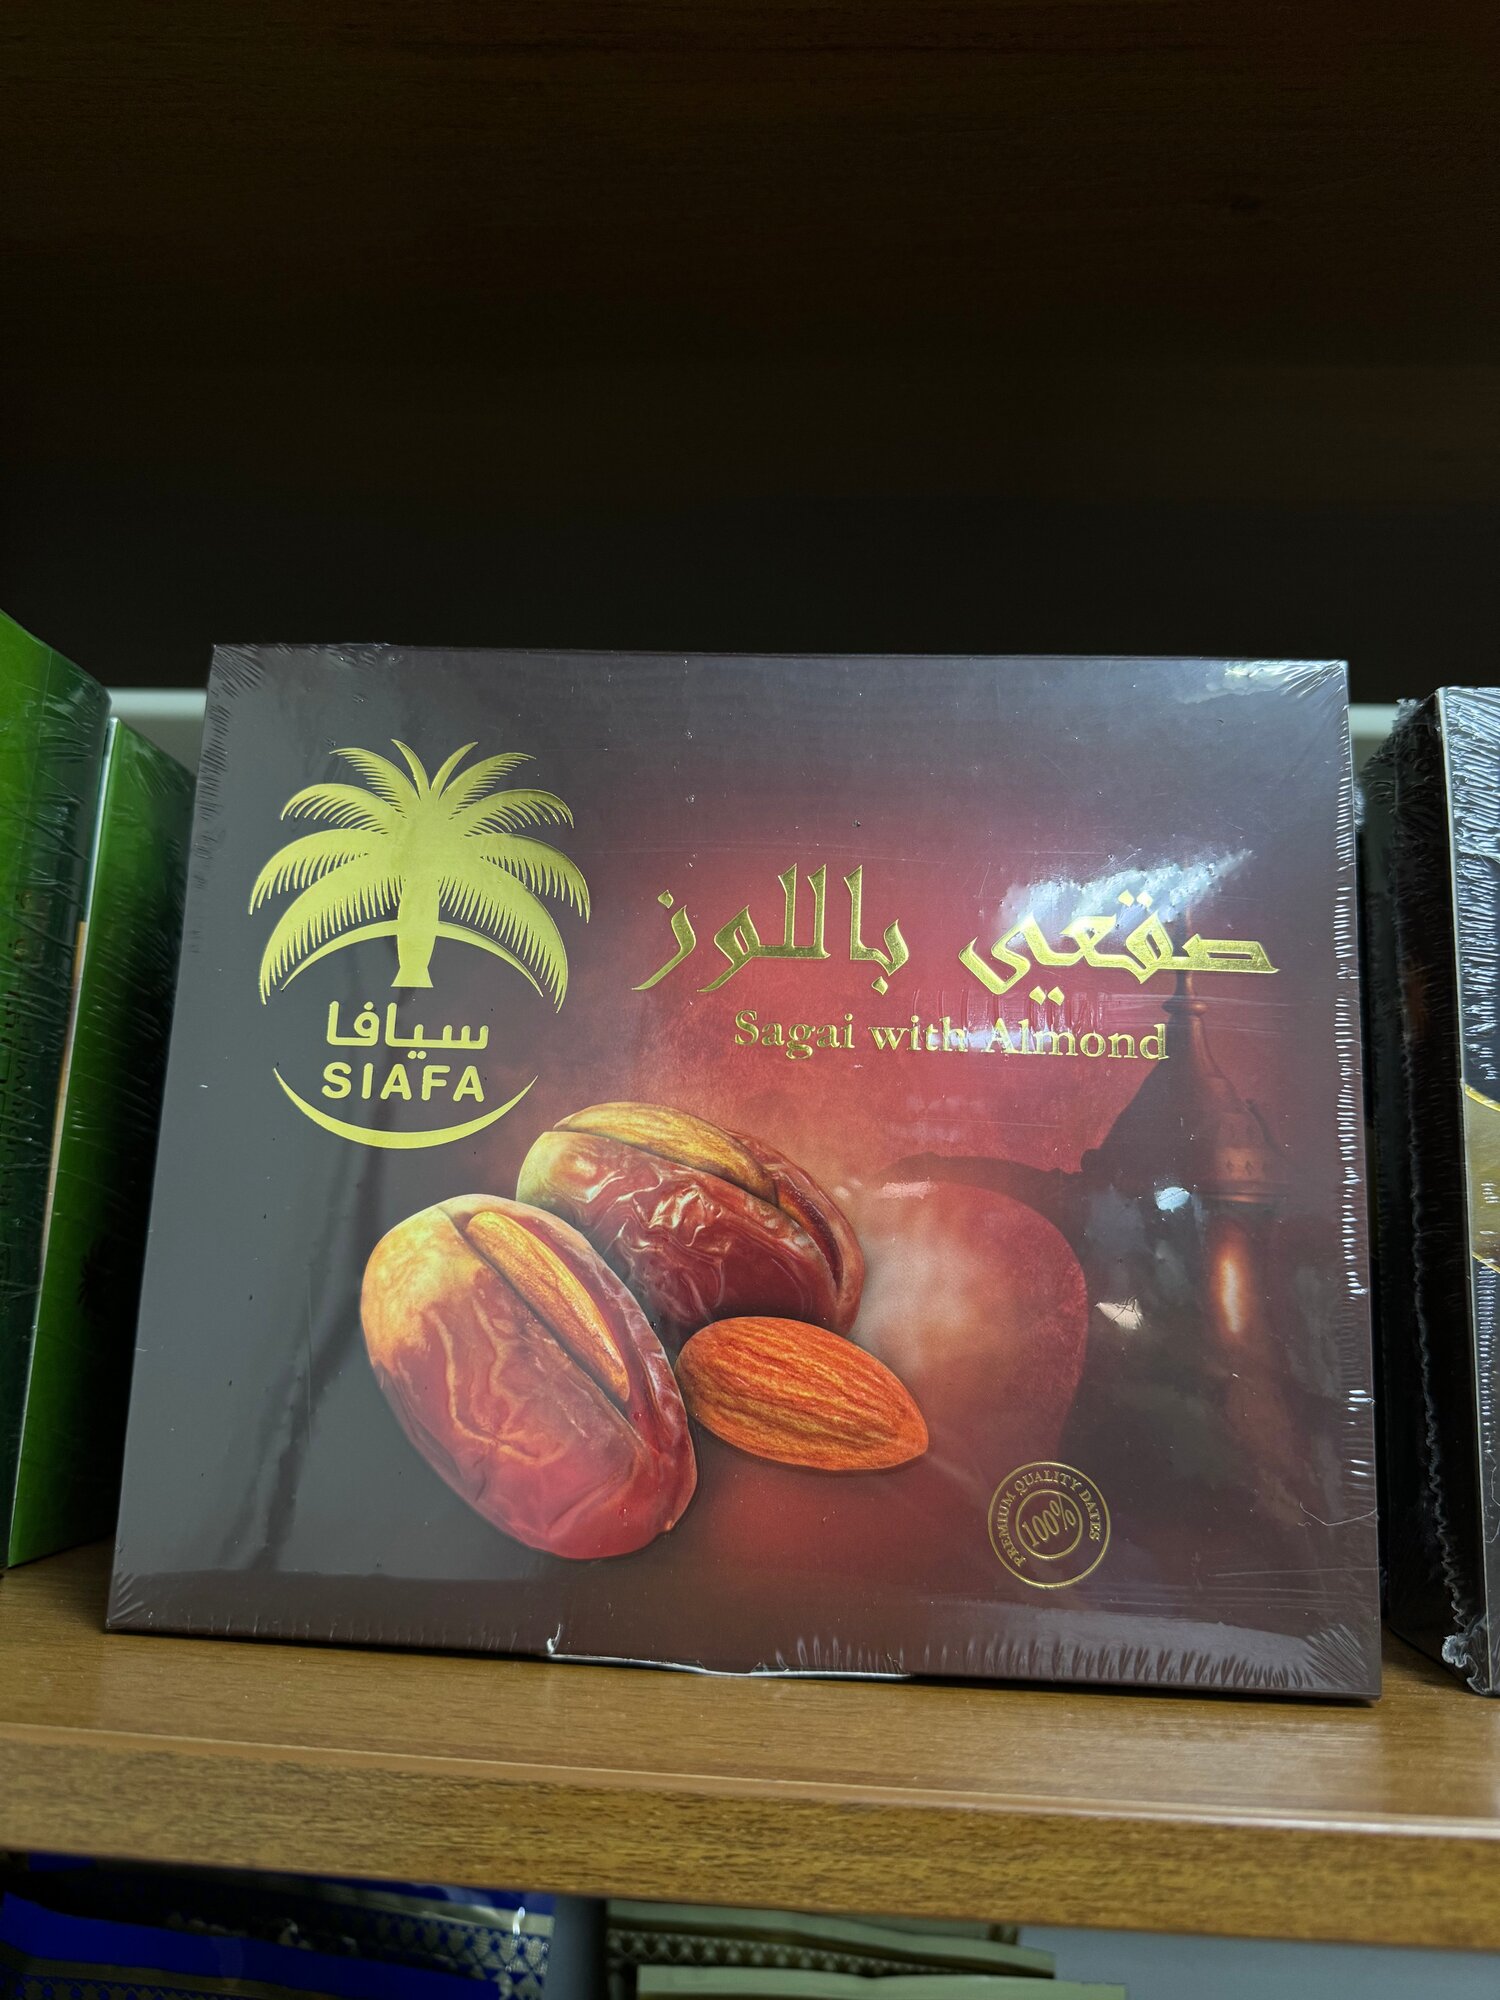 سيافا
SIAFA
صقعي باللوز
Sagai with Almond
PREMIUM QUALITY DATES
100%